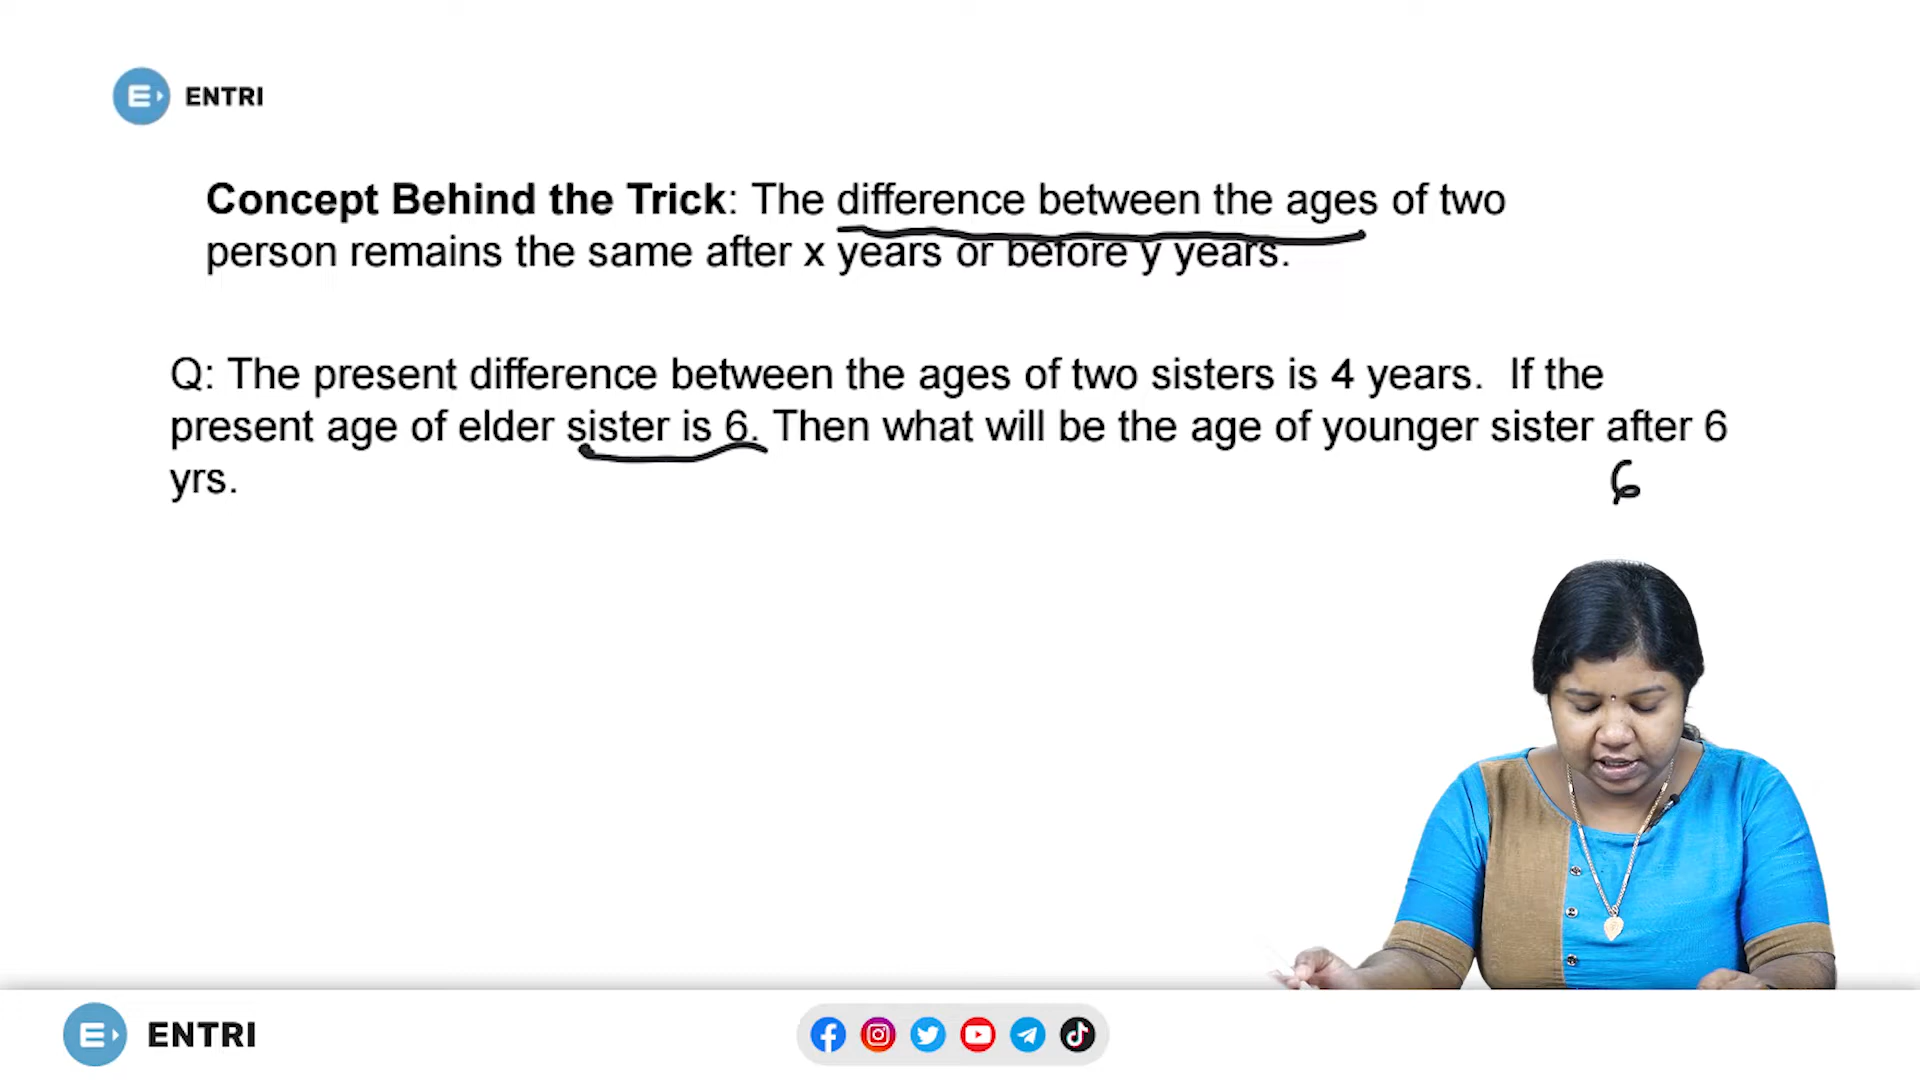 ENTRI
Concept Behind the Trick: The difference between the ages of two
person remains the same after x years or before y years.
Q: The present difference between the ages of two sisters is 4 years. If the
present age of elder sister is 6. Then what will be the age of younger sister after 6
yrs.
6
ENTRI